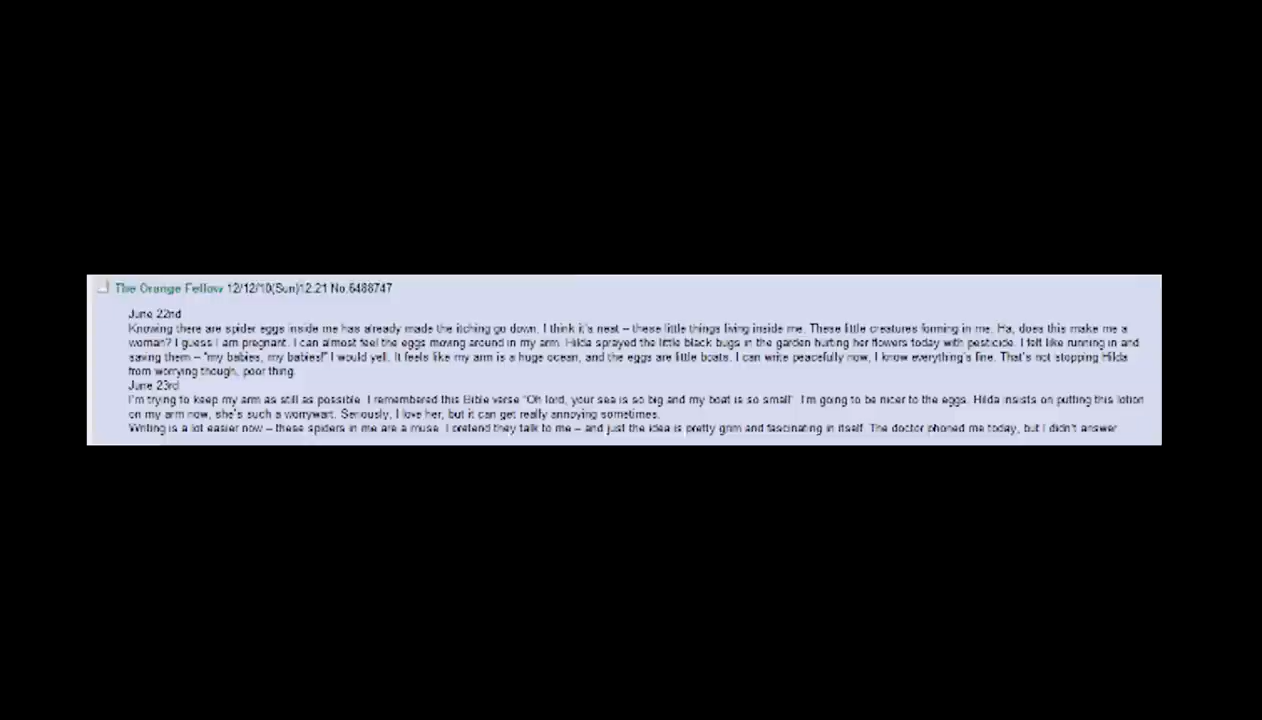 The Orange Fellow 12/12/10(Sun)12:21 No.6488747
June 22nd
Knowing there are spider eggs inside me has already made the itching go down. I think it's neat – these little things living inside me. These little creatures forming in me. Ha, does this make me a
woman? I guess I am pregnant. I can almost feel the eggs moving around in my arm. Hilda sprayed the little black bugs in the garden hurting her flowers today with pesticide. I felt like running in and
saving them – "my babies, my babies!" I would yell. It feels like my arm is a huge ocean, and the eggs are little boats. I can write peacefully now, I know everything's fine. That's not stopping Hilda
from worrying though, poor thing.
June 23rd
I'm trying to keep my arm as still as possible. I remembered this Bible verse "Oh lord, your sea is so big and my boat is so small". I'm going to be nicer to the eggs. Hilda insists on putting this lotion
on my arm now, she's such a worrywart. Seriously, I love her, but it can get really annoying sometimes.
Writing is a lot easier now – these spiders in me are a muse. I pretend they talk to me – and just the idea is pretty grim and fascinating in itself. The doctor phoned me today, but I didn't answer